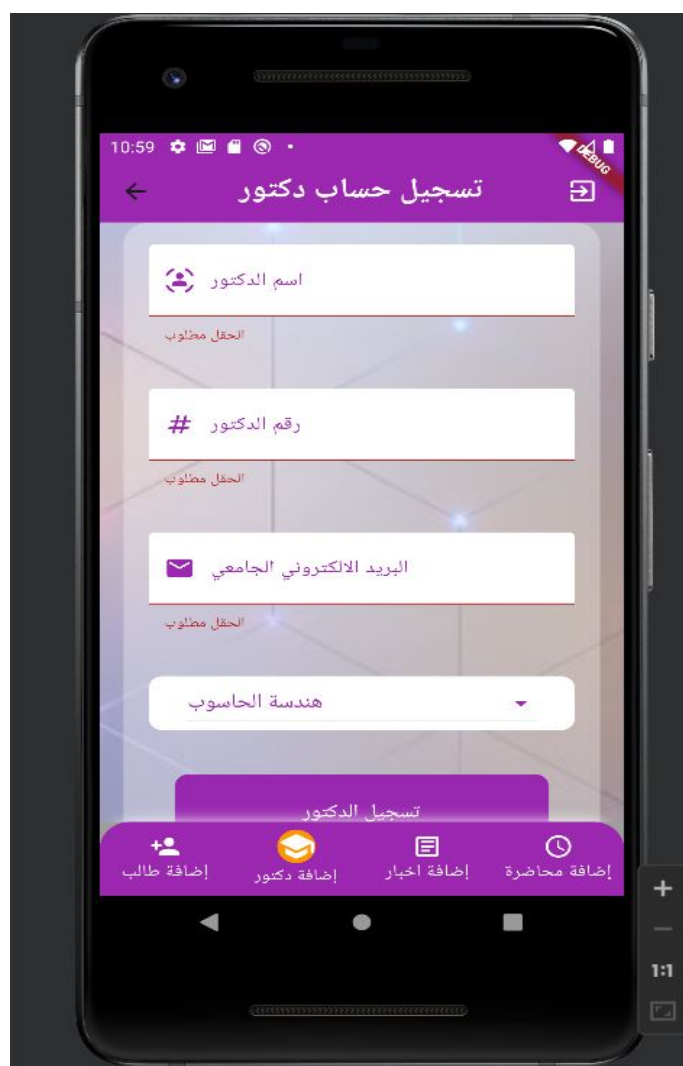 10:59
DEBUG
تسجيل حساب دكتور
اسم الدكتور
الحقل مطلوب
رقم الدكتور
#
الحقل مطلوب
البريد الالكتروني الجامعي
الحقل مطلوب
هندسة الحاسوب
تسجيل الدكتور
إضافة طالب
إضافة دكتور
إضافة اخبار
إضافة محاضرة
1:1